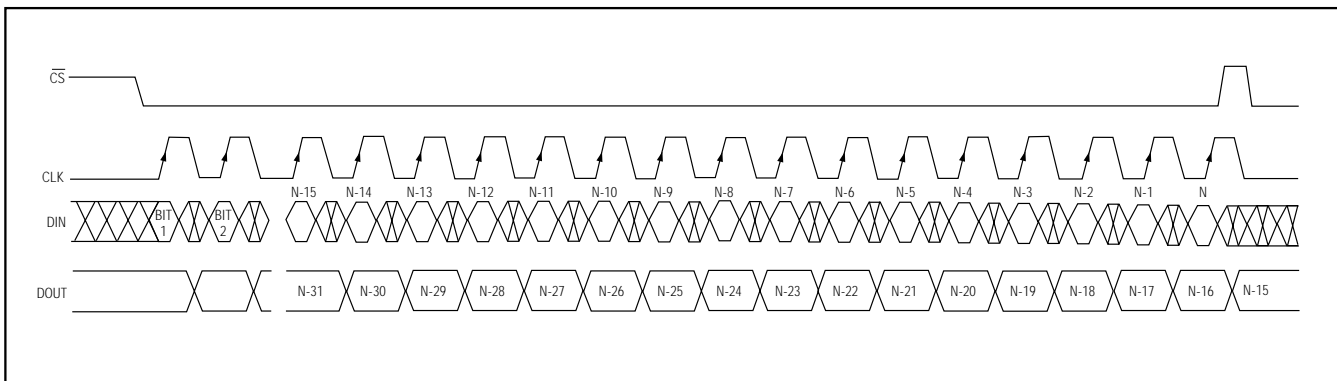 CS
CLK
N-15 N-14 N-13 N-12 N-11 N-10 N-9 N-8 N-7 N-6 N-5 N-4 N-3 N-2 N-1 N
DIN BIT 1 BIT 2
DOUT N-31 N-30 N-29 N-28 N-27 N-26 N-25 N-24 N-23 N-22 N-21 N-20 N-19 N-18 N-17 N-16 N-15